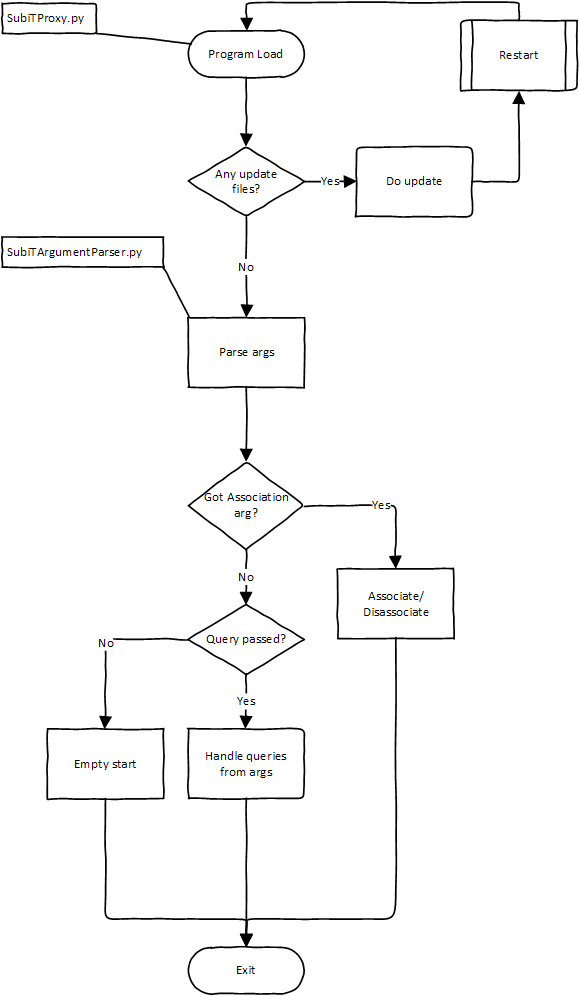 SubiTProxy.py
Program Load
Restart
Any update
files?
Yes
Do update
SubiTArgumentParser.py
No
Parse args
Got Association
arg?
Yes
No
Associate/
Disassociate
Query passed?
No
Yes
Empty start
Handle queries
from args
Exit